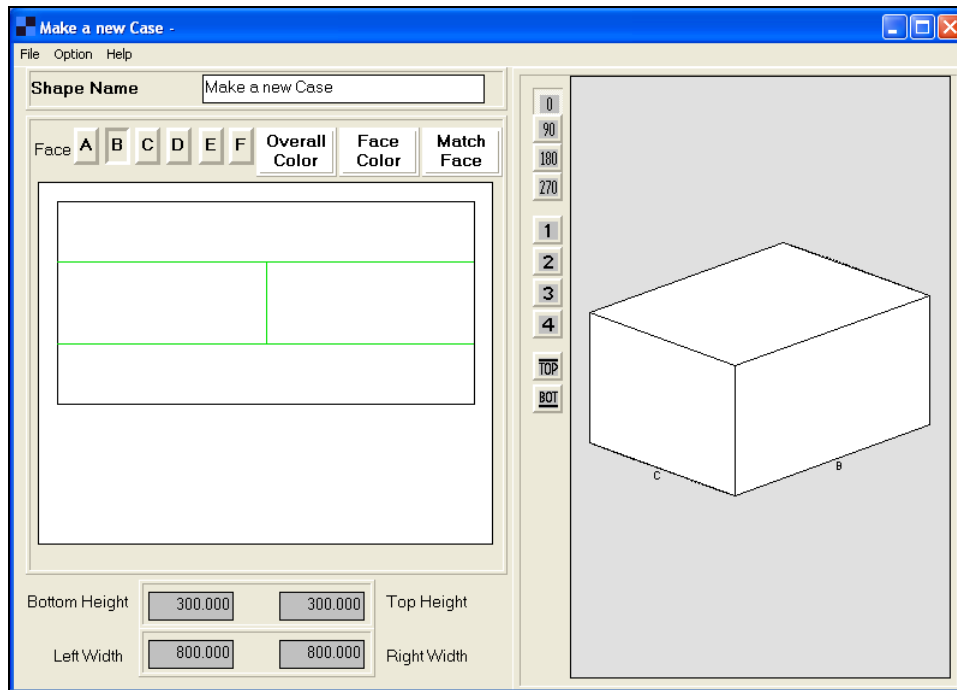 Make a new Case -
File Option Help
Shape Name Make a new Case
Face A B C D E F Overall Color Face Color Match Face
0
90
180
270
1
2
3
4
TOP
BOT
C
B
Bottom Height 300.000 300.000 Top Height
Left Width 800.000 800.000 Right Width